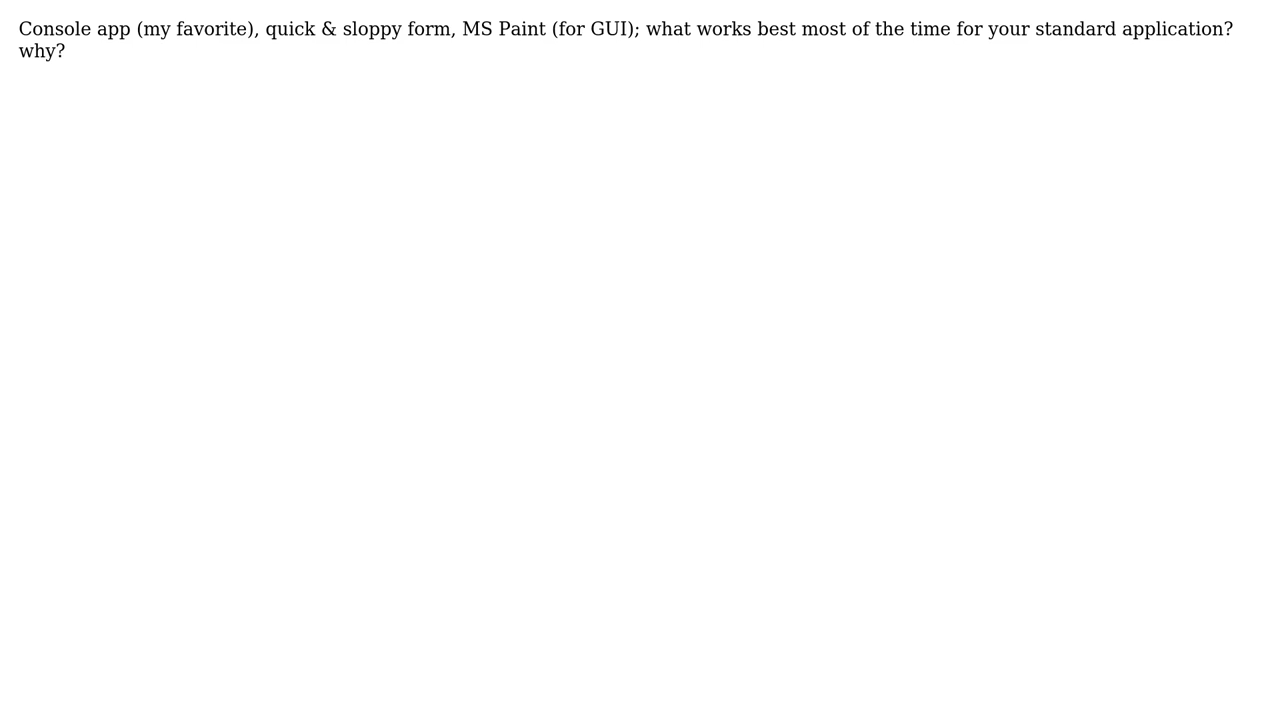 Console app (my favorite), quick & sloppy form, MS Paint (for GUI); what works best most of the time for your standard application?
why?